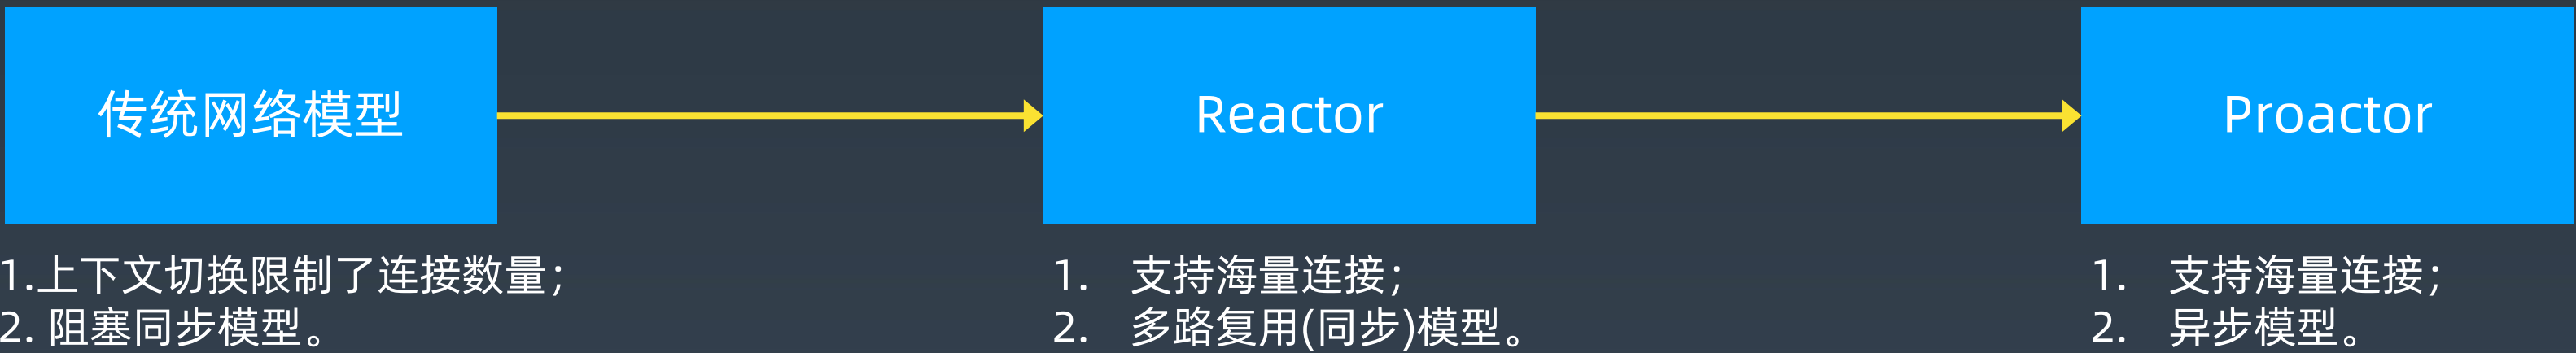 传统网络模型
Reactor
Proactor
1.上下文切换限制了连接数量；
2. 阻塞同步模型。
1. 支持海量连接；
2. 多路复用(同步)模型。
1. 支持海量连接；
2. 异步模型。